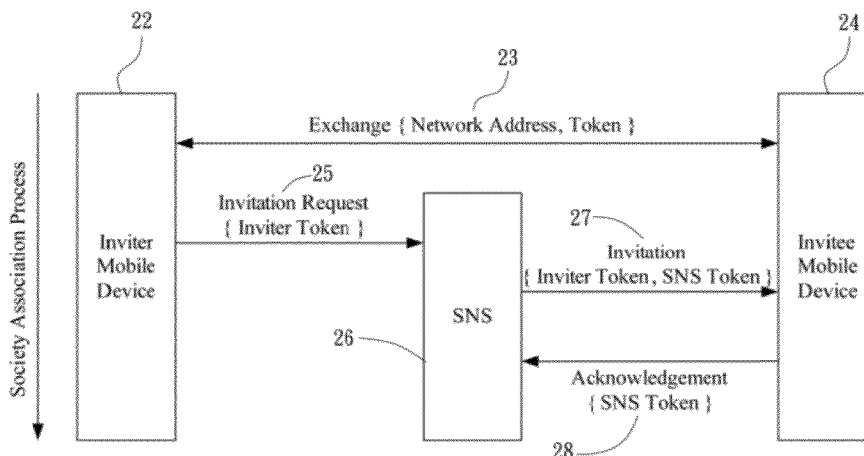 22
24
23
Exchange { Network Address, Token }
25
Invitation Request
{ Inviter Token }
27
Invitation
{ Inviter Token , SNS Token }
Society Association Process
Inviter
Mobile
Device
SNS
Invitee
Mobile
Device
26
Acknowledgement
{ SNS Token }
28